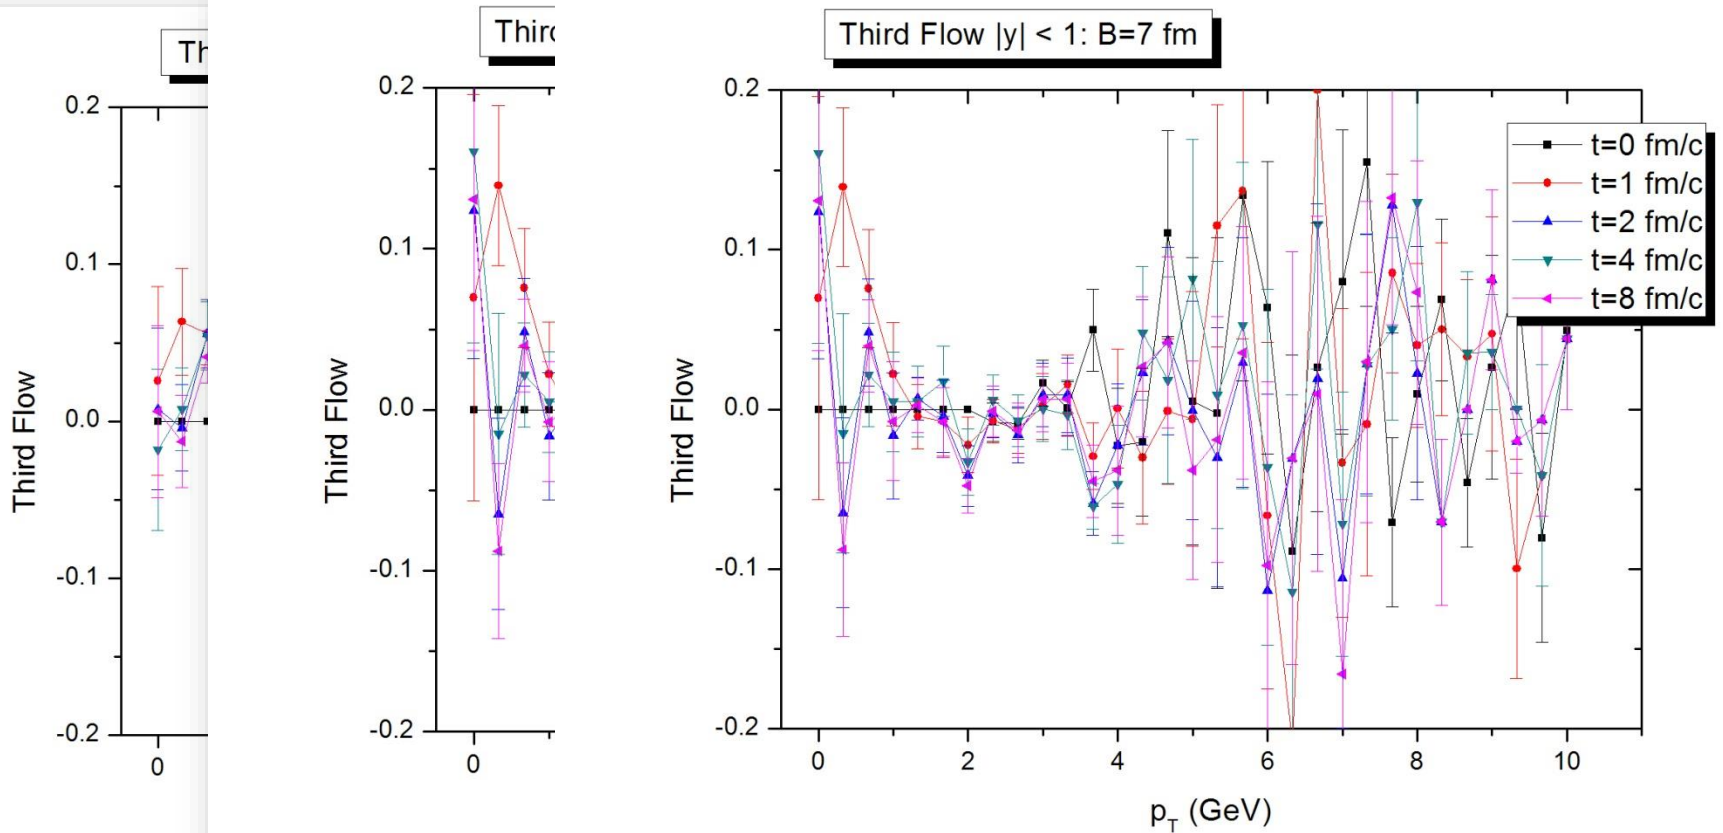 Th
0.2
0.1
0.0
-0.1
-0.2
0
Third Flow
Third
0.2
0.1
0.0
-0.1
-0.2
0
Third Flow
Third Flow |y| < 1: B=7 fm
0.2
0.1
0.0
-0.1
-0.2
Third Flow
0 2 4 6 8 10
p_T (GeV)
t=0 fm/c
t=1 fm/c
t=2 fm/c
t=4 fm/c
t=8 fm/c